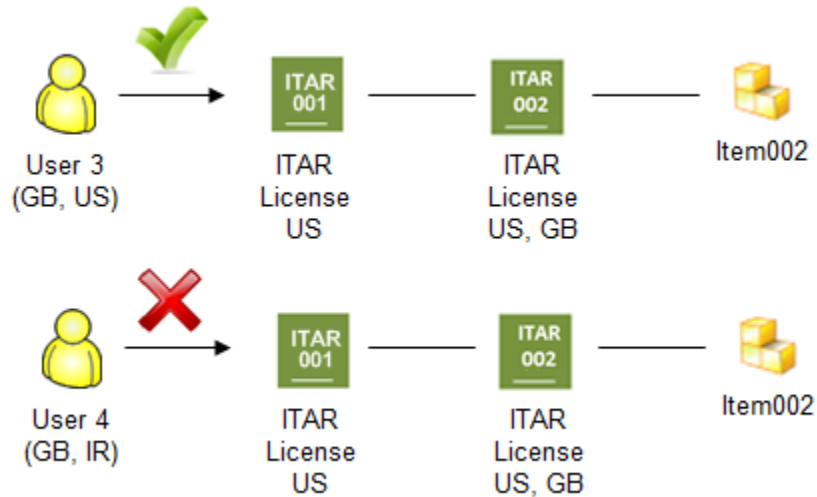 ITAR
001
ITAR
002
User 3
(GB, US)
ITAR
License
US
ITAR
License
US, GB
Item002
ITAR
001
ITAR
002
User 4
(GB, IR)
ITAR
License
US
ITAR
License
US, GB
Item002